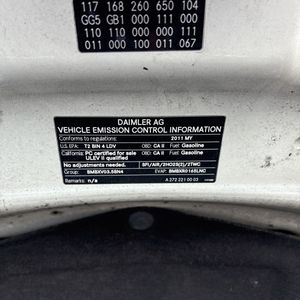 117 168 260 650 104
GG5 GB1 000 111 000
110 110 000 000 000
011 000 100 011 067
DAIMLER AG
VEHICLE EMISSION CONTROL INFORMATION
Conforms to regulations: 2011 MY
U.S. EPA: T2 BIN 4 LDV OBD: CA II Fuel: Gasoline
California: PC certified for sale OBD: CA II Fuel: Gasoline
ULEV II qualified
No adjustments needed. SFI/AIR/2HO2S(2)/2TWC
Group: BMBXV03.5BN4 EVAP: BMBXR0165LNC
Remarks: n/a A 272 221 00 03